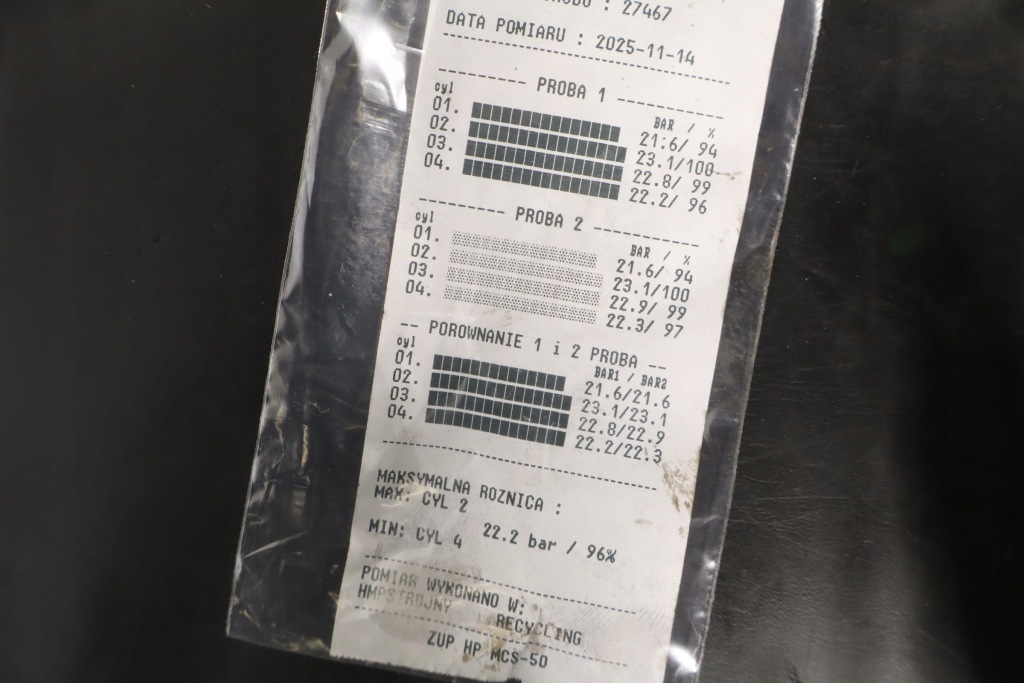 : 27467
DATA POMIARU : 2025-11-14
PROBA 1
cyl BAR / %
01. 21.6/ 94
02. 23.1/100
03. 22.8/ 99
04. 22.2/ 96
PROBA 2
cyl BAR / %
01. 21.6/ 94
02. 23.1/100
03. 22.9/ 99
04. 22.3/ 97
-- POROWNANIE 1 i 2 PROBA --
cyl BAR1 / BAR2
01. 21.6/21.6
02. 23.1/23.1
03. 22.8/22.9
04. 22.2/22.3
MAKSYMALNA ROZNICA :
MAX: CYL 2
MIN: CYL 4 22.2 bar / 96%
POMIAR WYKONANO W:
HMPSTROJNY RECYCLING
ZUP HP MCS-50